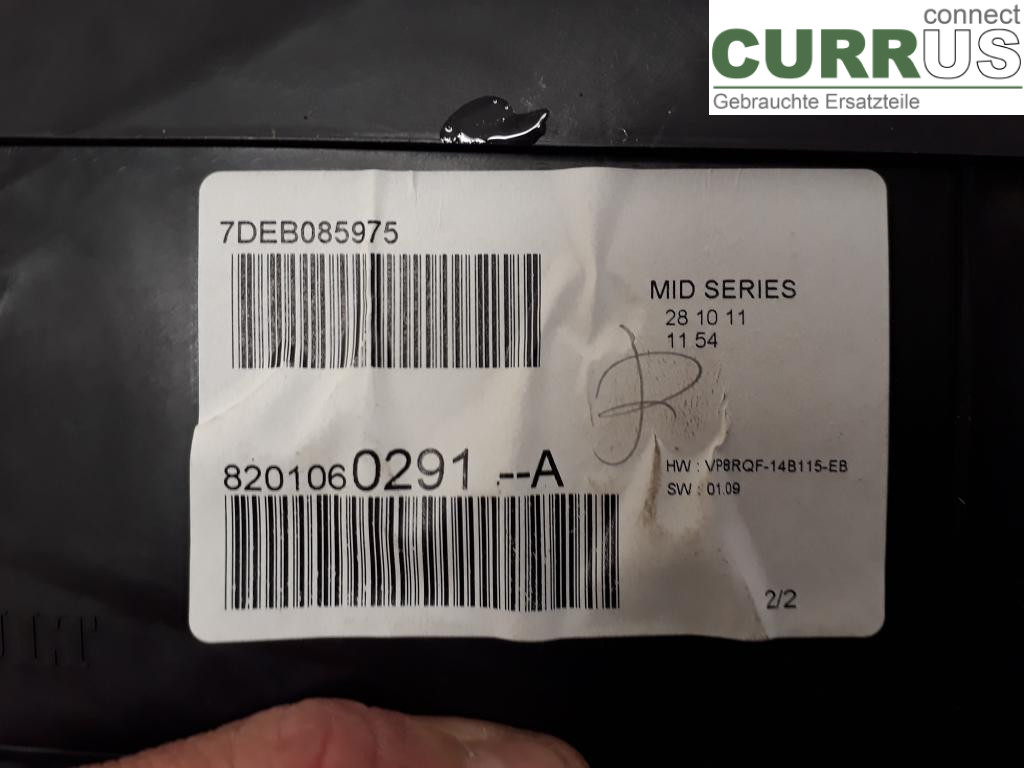 connect
CURRUS
Gebrauchte Ersatzteile
7DEB085975
MID SERIES
28 10 11
11 54
8201060 0291 --A
HW : VP8RQF-14B115-EB
SW : 01.09
2/2